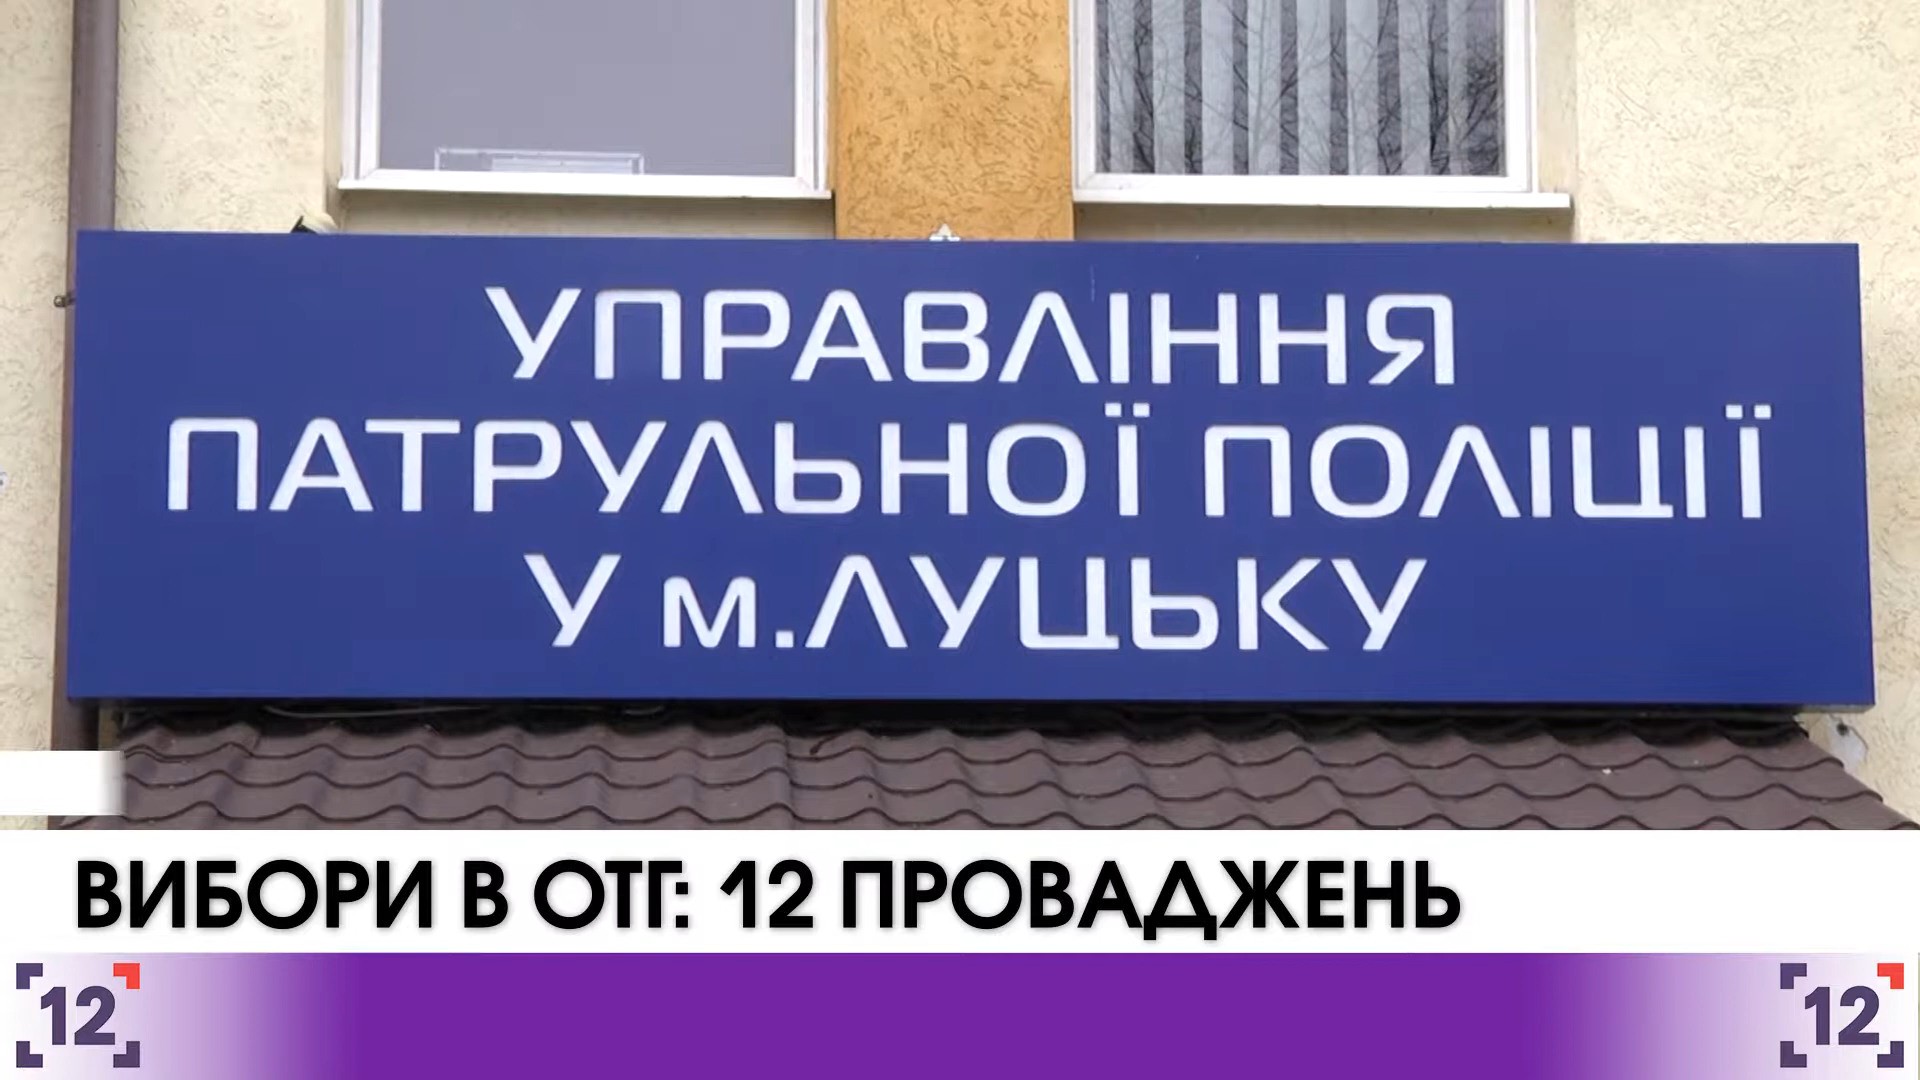 УПРАВЛІННЯ
ПАТРУЛЬНОЇ ПОЛІЦІЇ
У м.ЛУЦЬКУ
ВИБОРИ В ОТГ: 12 ПРОВАДЖЕНЬ
12
12